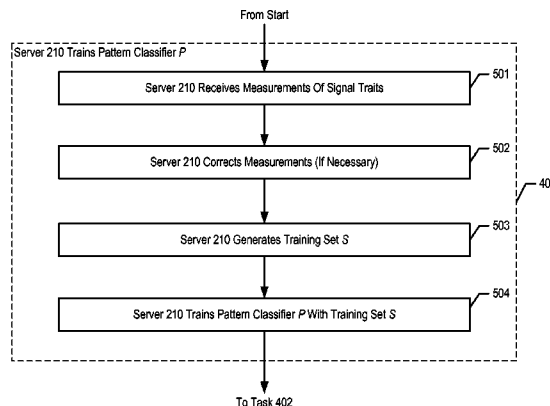 From Start
Server 210 Trains Pattern Classifier P
501
Server 210 Receives Measurements Of Signal Traits
502
Server 210 Corrects Measurements (If Necessary)
40
503
Server 210 Generates Training Set S
504
Server 210 Trains Pattern Classifier P With Training Set S
To Task 402